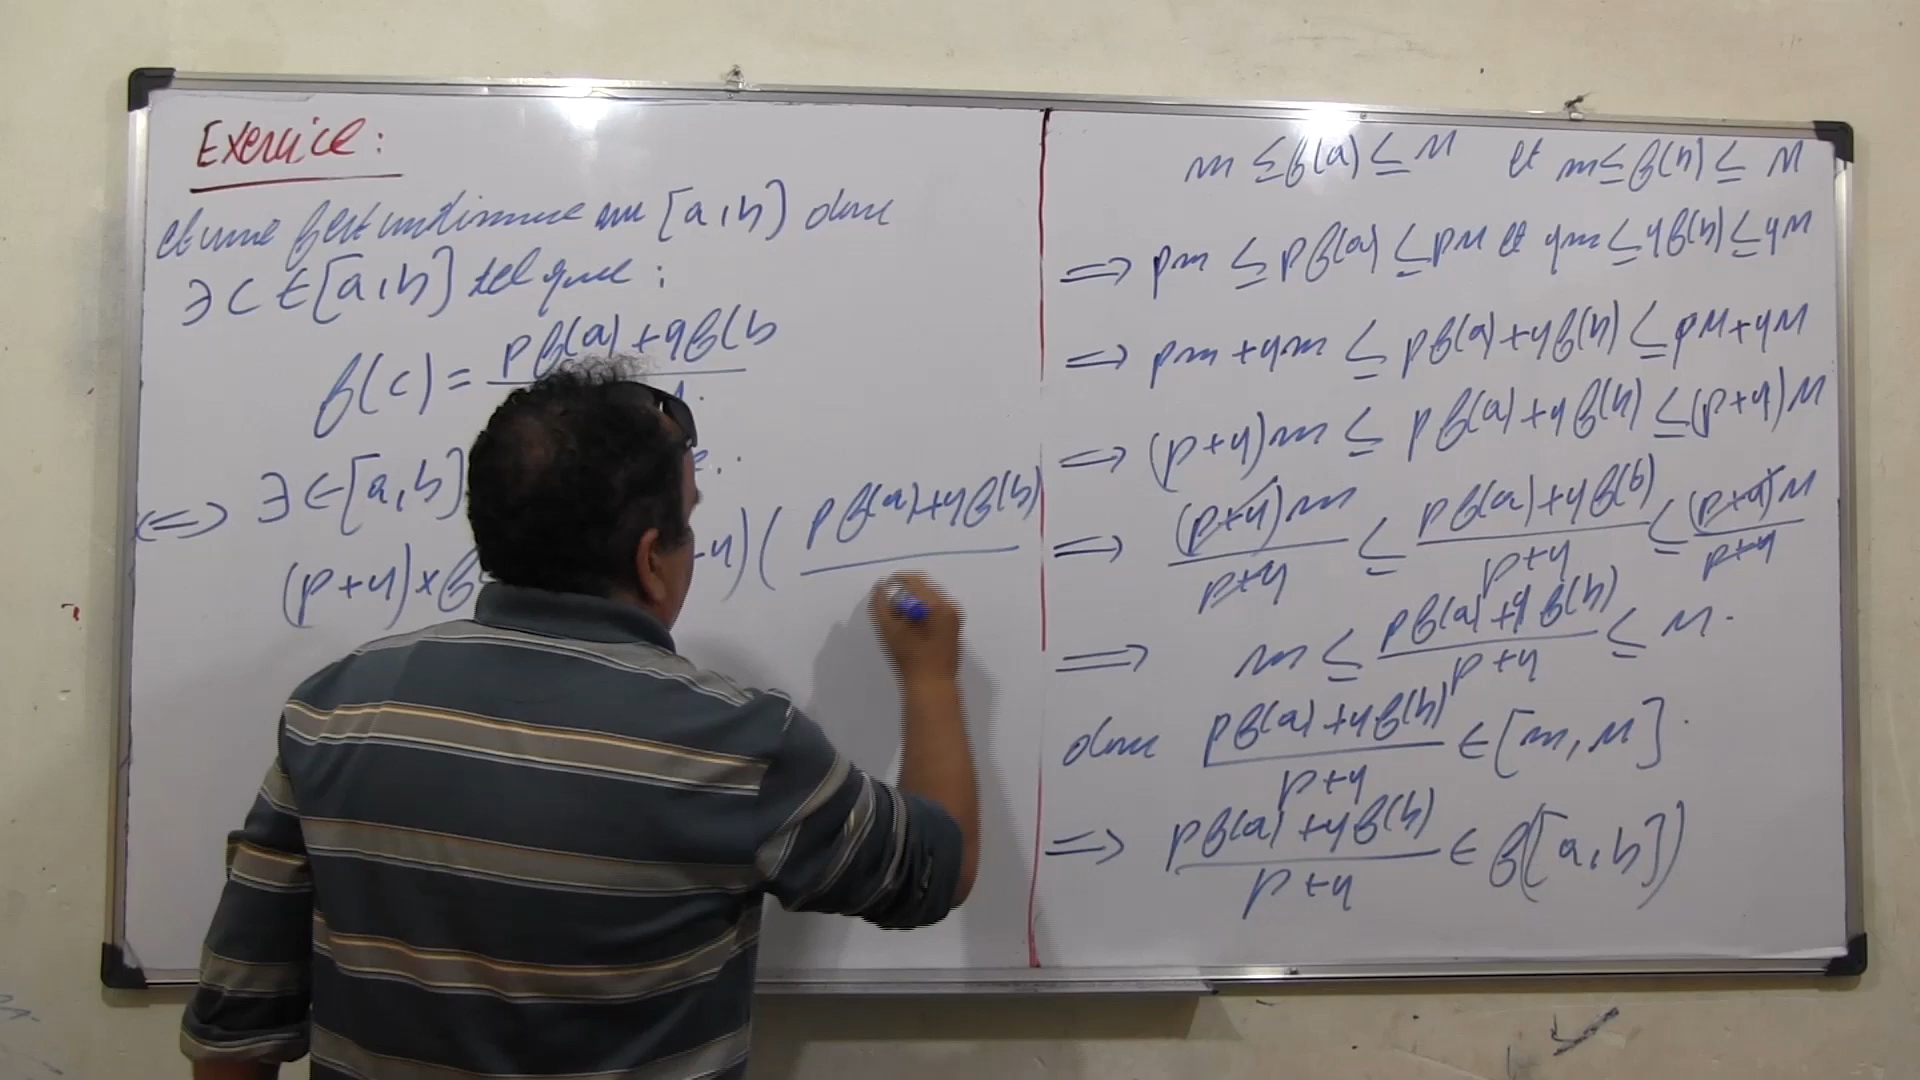 Exercice :
et comme f est continue sur [a,b] donc
∃ c ∈ [a,b] tel que :
f(c) = pf(a) + qf(b
⟺ ∃ ∈ [a,b]
(p+q)×f -q) ( pf(a)+qf(b)
m ≤ f(a) ≤ M et m ≤ f(b) ≤ M
⟹ pm ≤ pf(a) ≤ pM et qm ≤ qf(b) ≤ qM
⟹ pm + qm ≤ pf(a)+qf(b) ≤ pM+qM
⟹ (p+q)m ≤ pf(a)+qf(b) ≤ (p+q)M
⟹ (p+q)m/p+q ≤ pf(a)+qf(b)/p+q ≤ (p+q)M/p+q
⟹ m ≤ pf(a)+qf(b)/p+q ≤ M.
donc pf(a)+qf(b)/p+q ∈ [m,M].
⟹ pf(a)+qf(b)/p+q ∈ f([a,b])